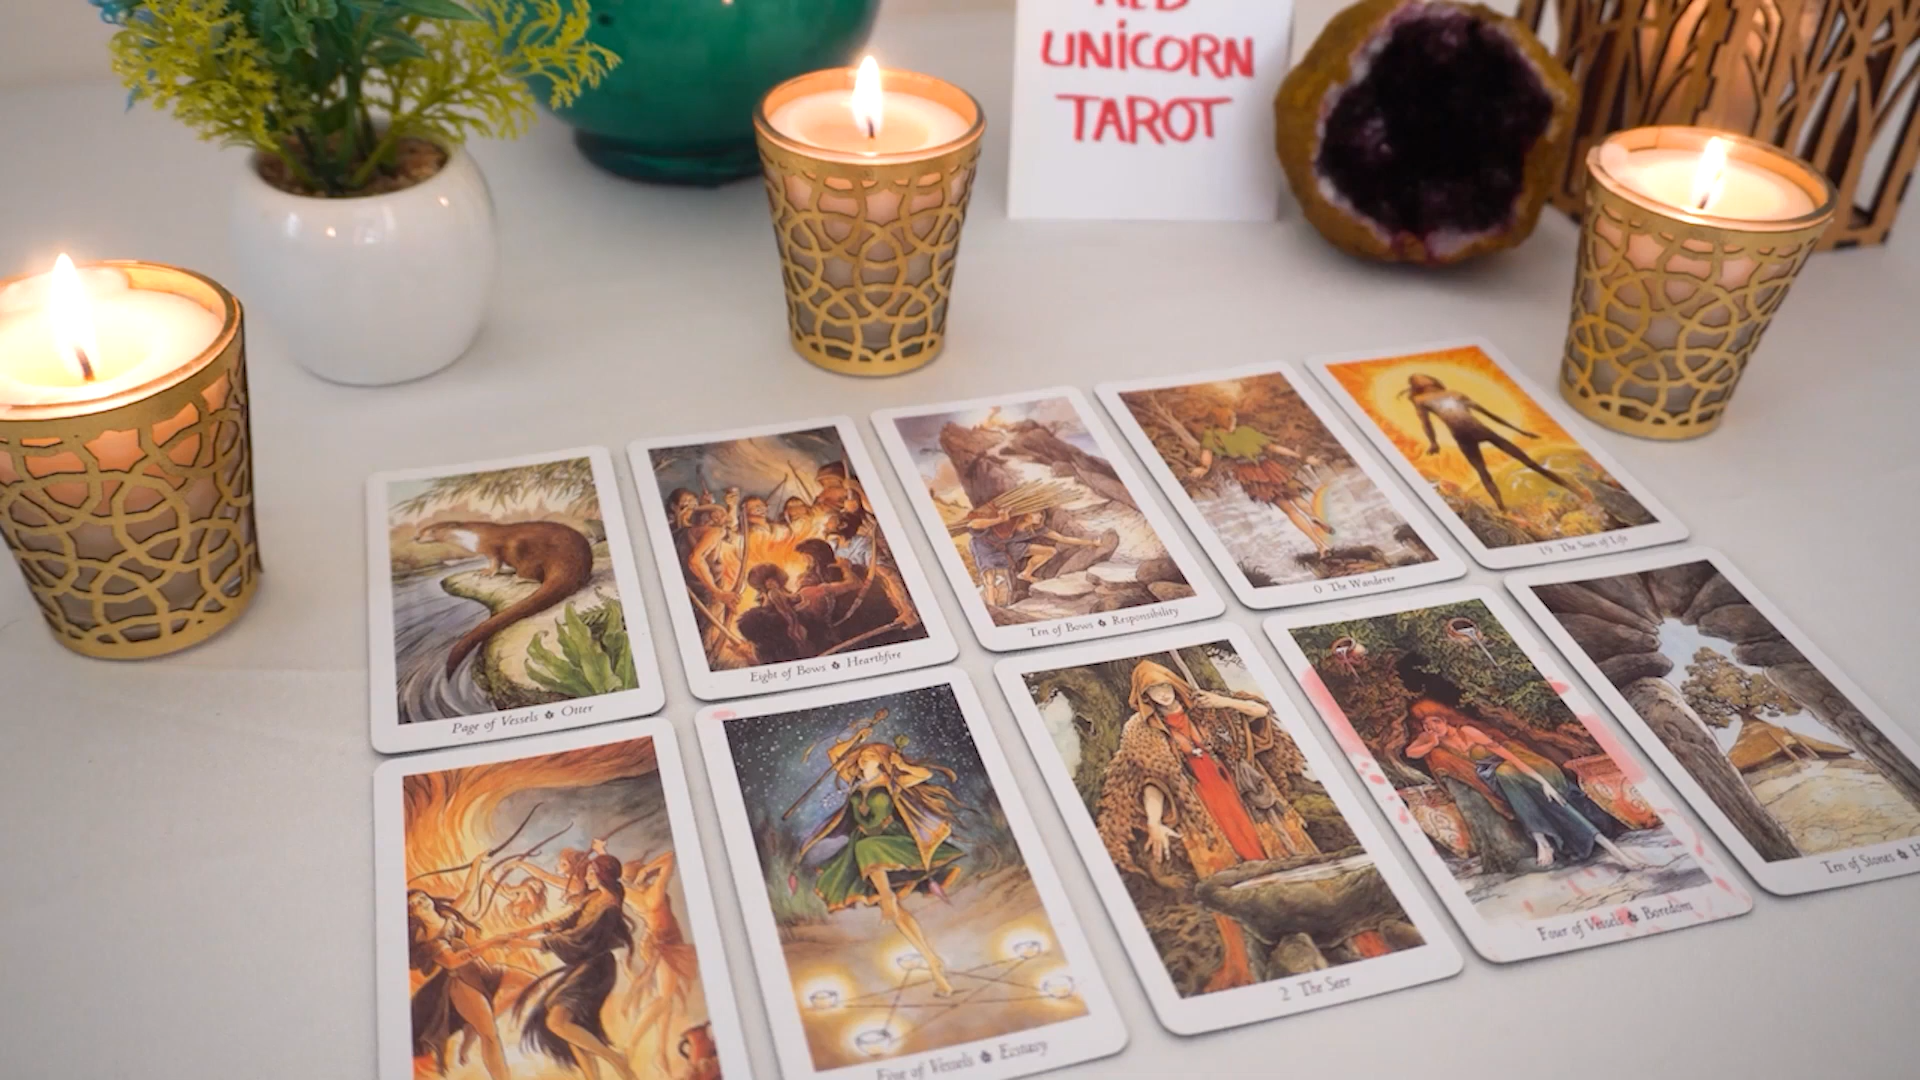 RED
UNICORN
TAROT
19 The Sun of Life
0 The Wanderer
Ten of Bows Responsibility
Eight of Bows Hearthfire
Page of Vessels Otter
Ten of Stones
Four of Vessels Boredom
2 The Seer
Five of Vessels Ecstasy